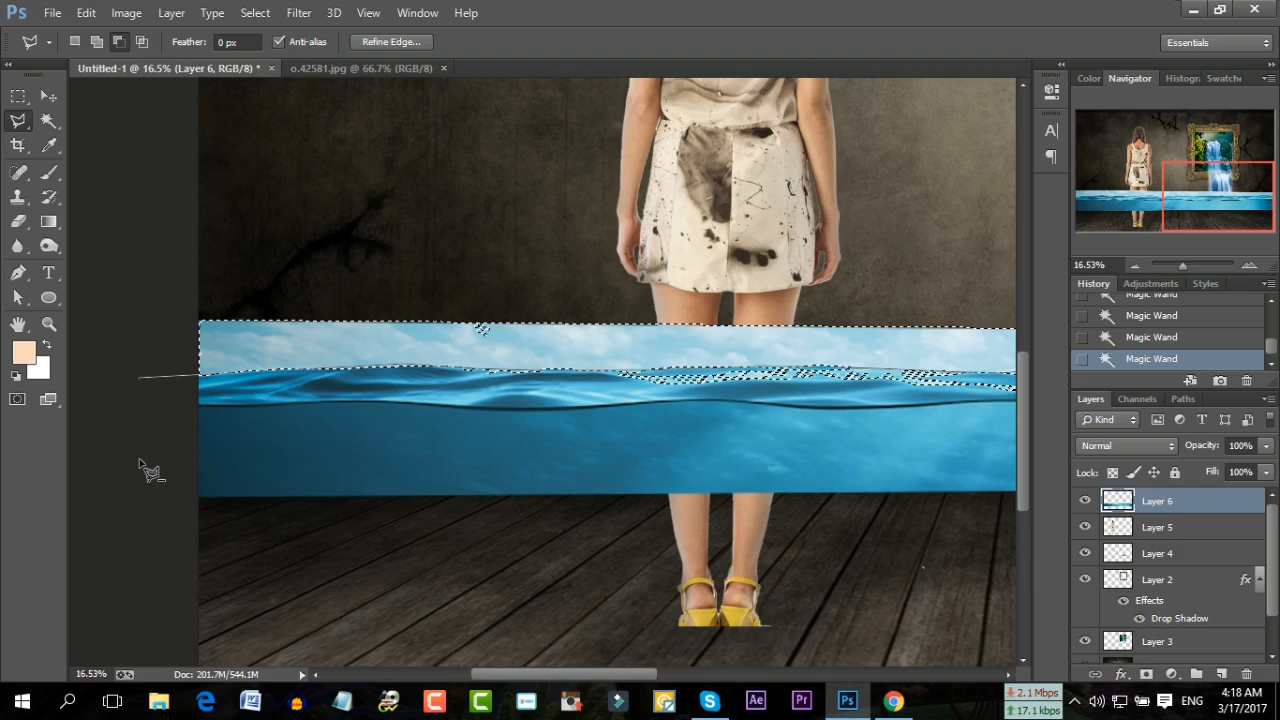 Ps File Edit Image Layer Type Select Filter 3D View Window Help
Feather: 0 px Anti-alias Refine Edge... Essentials
Untitled-1 @ 16.5% (Layer 6, RGB/8) * × o.42581.jpg @ 66.7% (RGB/8) ×
Color Navigator Histogr Swatche
16.53%
History Adjustments Styles
Magic Wand
Magic Wand
Magic Wand
Magic Wand
Layers Channels Paths
Kind
Normal Opacity: 100%
Lock: Fill: 100%
Layer 6
Layer 5
Layer 4
Layer 2 fx
Effects
Drop Shadow
Layer 3
16.53% Doc: 201.7M/544.1M
2.1 Mbps
17.1 kbps
ENG
4:18 AM
3/17/2017